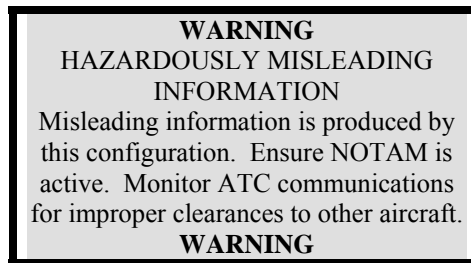 WARNING
HAZARDOUSLY MISLEADING
INFORMATION
Misleading information is produced by
this configuration.  Ensure NOTAM is
active.  Monitor ATC communications
for improper clearances to other aircraft.
WARNING